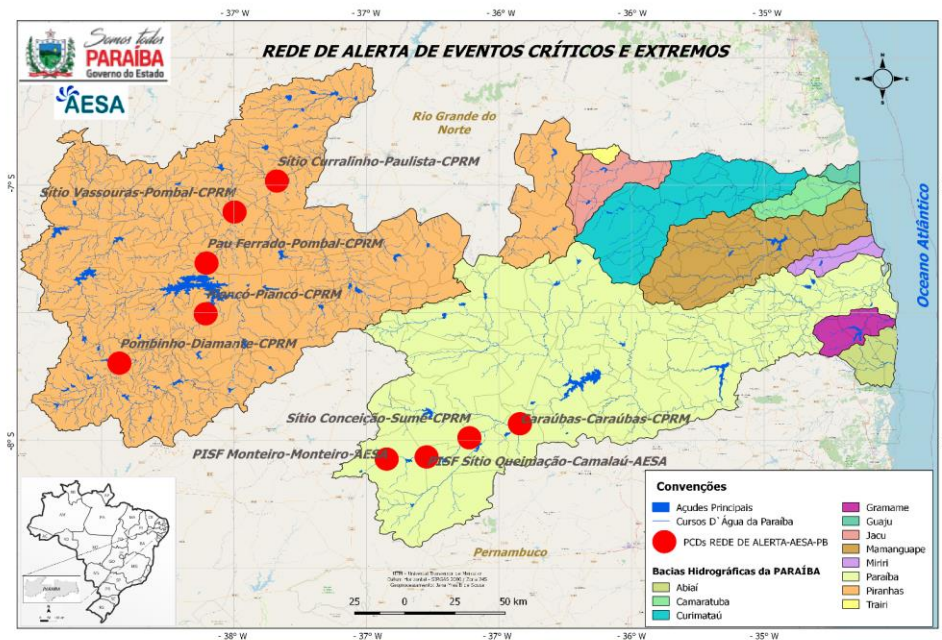 - 37° W
- 37° W
- 36° W
- 36° W
- 35° W
Somos todos
PARAÍBA
Governo do Estado
AESA
REDE DE ALERTA DE EVENTOS CRÍTICOS E EXTREMOS
Rio Grande do
Norte
Sítio Curralinho-Paulista-CPRM
-7° S
Sítio Vassouras-Pombal-CPRM
Pau Ferrado-Pombal-CPRM
Oceano Atlântico
Piancó-Piancó-CPRM
Pombinho-Diamante-CPRM
Sítio Conceição-Sumé-CPRM
Caraúbas-Caraúbas-CPRM
-8° S
PISF Monteiro-Monteiro-AESA
PISF Sítio Queimação-Camalaú-AESA
Pernambuco
Convenções
Açudes Principais
Cursos D`Água da Paraíba
PCDs REDE DE ALERTA-AESA-PB
Bacias Hidrográficas da PARAÍBA
Abiaí
Camaratuba
Curimataú
Gramame
Guaju
Jacu
Mamanguape
Miriri
Paraíba
Piranhas
Trairi
25 0 25 50 km
- 38° W
- 37° W
- 36° W
- 36° W
- 35° W